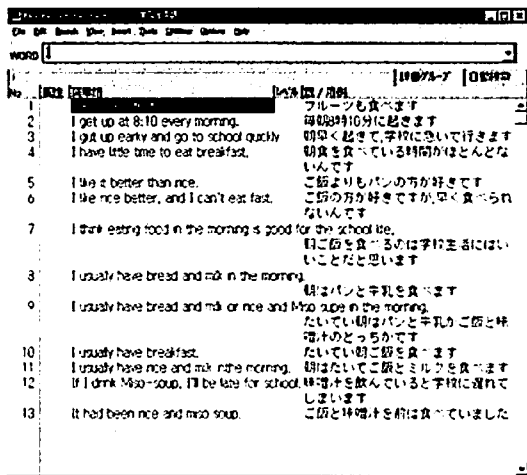 WORD
No.
1 フルーツも食べます
2 I get up at 8:10 every morning. 毎朝8時10分に起きます
3 I gut up earky and go to school quickly 朝早く起きて,学校に急いで行きます
4 I have little time to eat breakfast. 朝食を食べている時間がほとんどな
いんです
5 I like it better than rice. ご飯よりもパンの方が好きです
6 I like rice better, and I can't eat fast. ご飯の方が好きですが,早く食べられ
ないんです
7 I think eating food in the morning is good for the school life.
朝ご飯を食べるのは学校生活にはい
いことだと思います
8 I usually have bread and milk in the morning.
朝はパンと牛乳を食べます
9 I usually have bread and milk or rice and Miso supe in the morning.
たいてい朝はパンと牛乳かご飯と味
噌汁のどっちかです
10 I usually have breakfast. たいてい朝ご飯を食べます
11 I usually have rice and milk inthe morning. 朝はたいてご飯とミルクを食べます
12 If I drink Miso-soup, I'll be late for school. 味噌汁を飲んでいると学校に遅れて
しまいます
13 It had been rice and miso soup. ご飯と味噌汁を前は食べていました